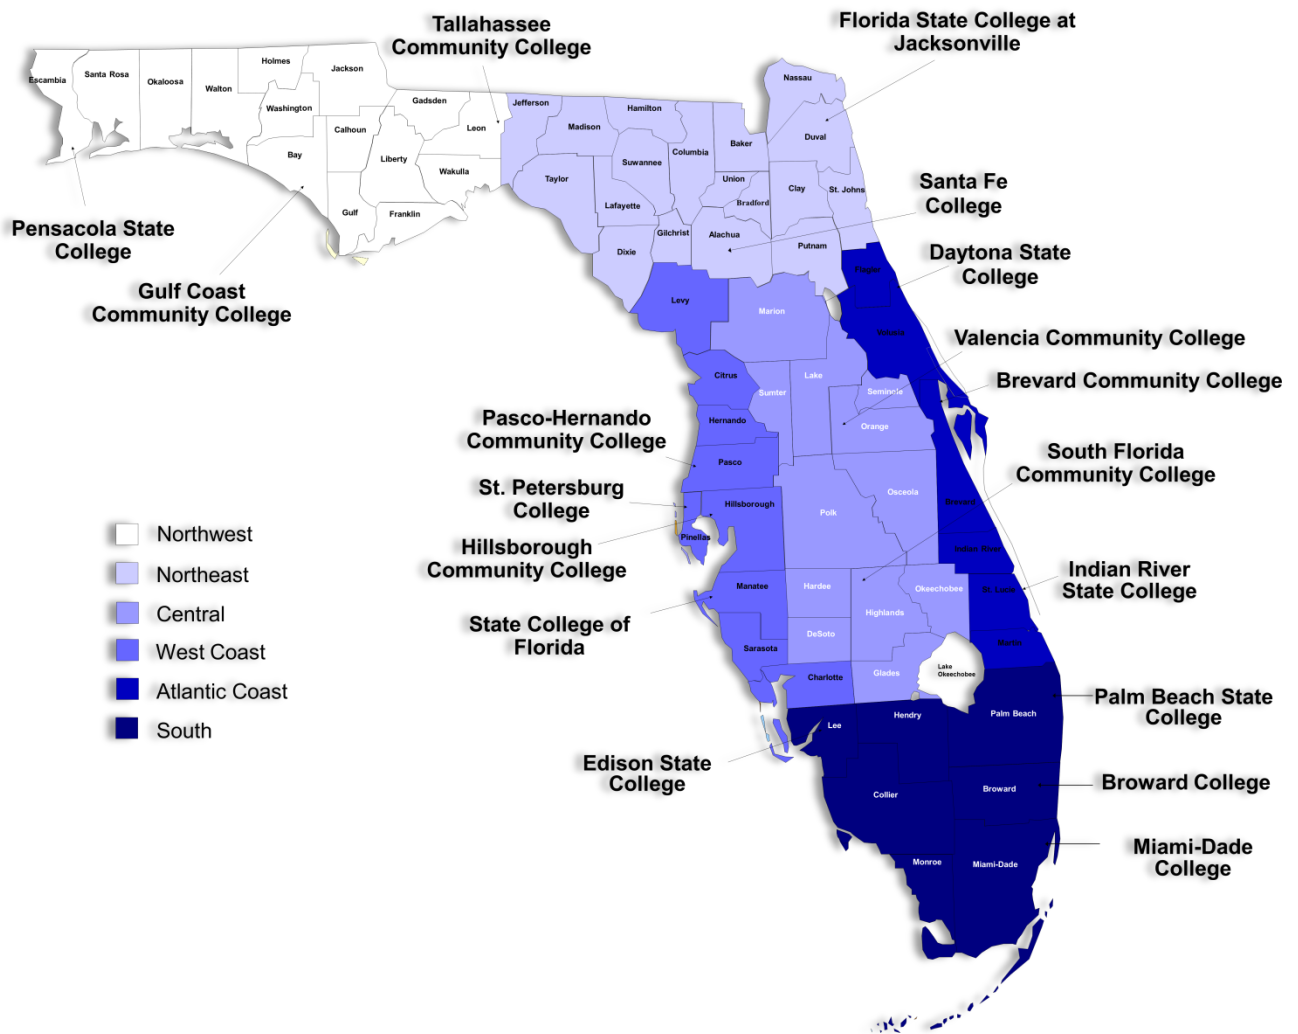 Tallahassee
Community College
Florida State College at
Jacksonville
Pensacola State
College
Gulf Coast
Community College
Santa Fe
College
Daytona State
College
Valencia Community College
Brevard Community College
Pasco-Hernando
Community College
South Florida
Community College
St. Petersburg
College
Hillsborough
Community College
State College of
Florida
Indian River
State College
Palm Beach State
College
Edison State
College
Broward College
Miami-Dade
College
Northwest
Northeast
Central
West Coast
Atlantic Coast
South
Escambia
Santa Rosa
Okaloosa
Walton
Holmes
Jackson
Washington
Bay
Calhoun
Gulf
Liberty
Gadsden
Leon
Wakulla
Franklin
Jefferson
Madison
Hamilton
Taylor
Suwannee
Lafayette
Columbia
Baker
Nassau
Duval
Union
Bradford
Clay
St. Johns
Dixie
Gilchrist
Alachua
Putnam
Flagler
Levy
Marion
Volusia
Citrus
Sumter
Lake
Seminole
Hernando
Orange
Pasco
Hillsborough
Pinellas
Polk
Osceola
Brevard
Indian River
Manatee
Hardee
Highlands
Okeechobee
St. Lucie
Sarasota
DeSoto
Martin
Charlotte
Glades
Lake
Okeechobee
Lee
Hendry
Palm Beach
Collier
Broward
Monroe
Miami-Dade